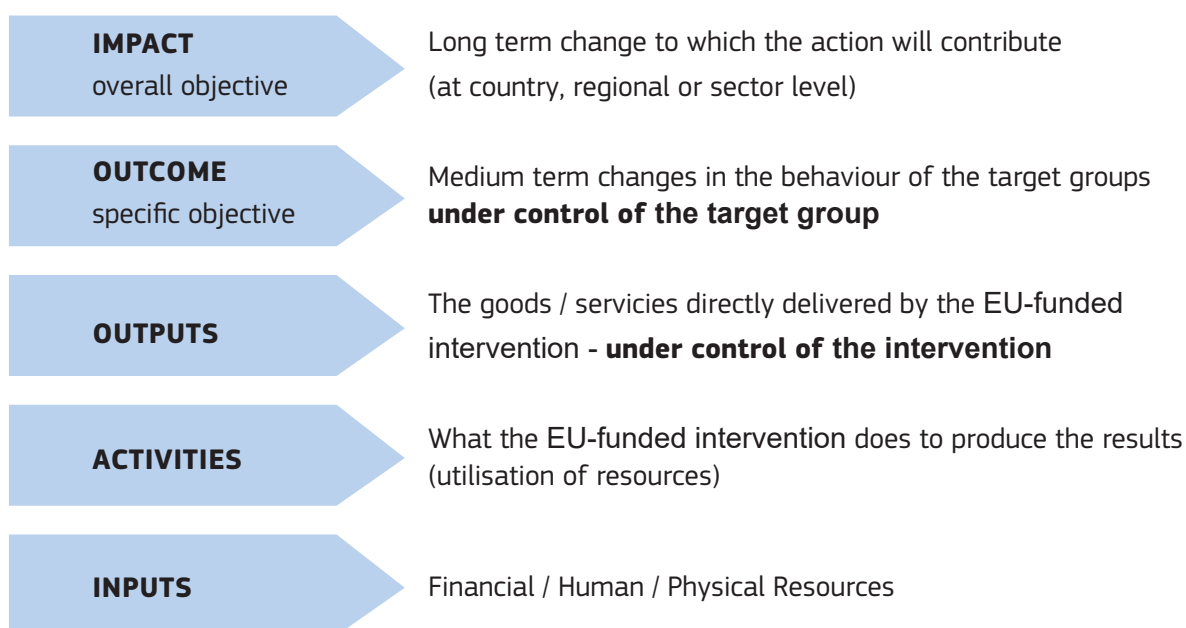 IMPACT
overall objective
Long term change to which the action will contribute
(at country, regional or sector level)
OUTCOME
specific objective
Medium term changes in the behaviour of the target groups
under control of the target group
OUTPUTS
The goods / servicies directly delivered by the EU-funded
intervention - under control of the intervention
ACTIVITIES
What the EU-funded intervention does to produce the results
(utilisation of resources)
INPUTS
Financial / Human / Physical Resources